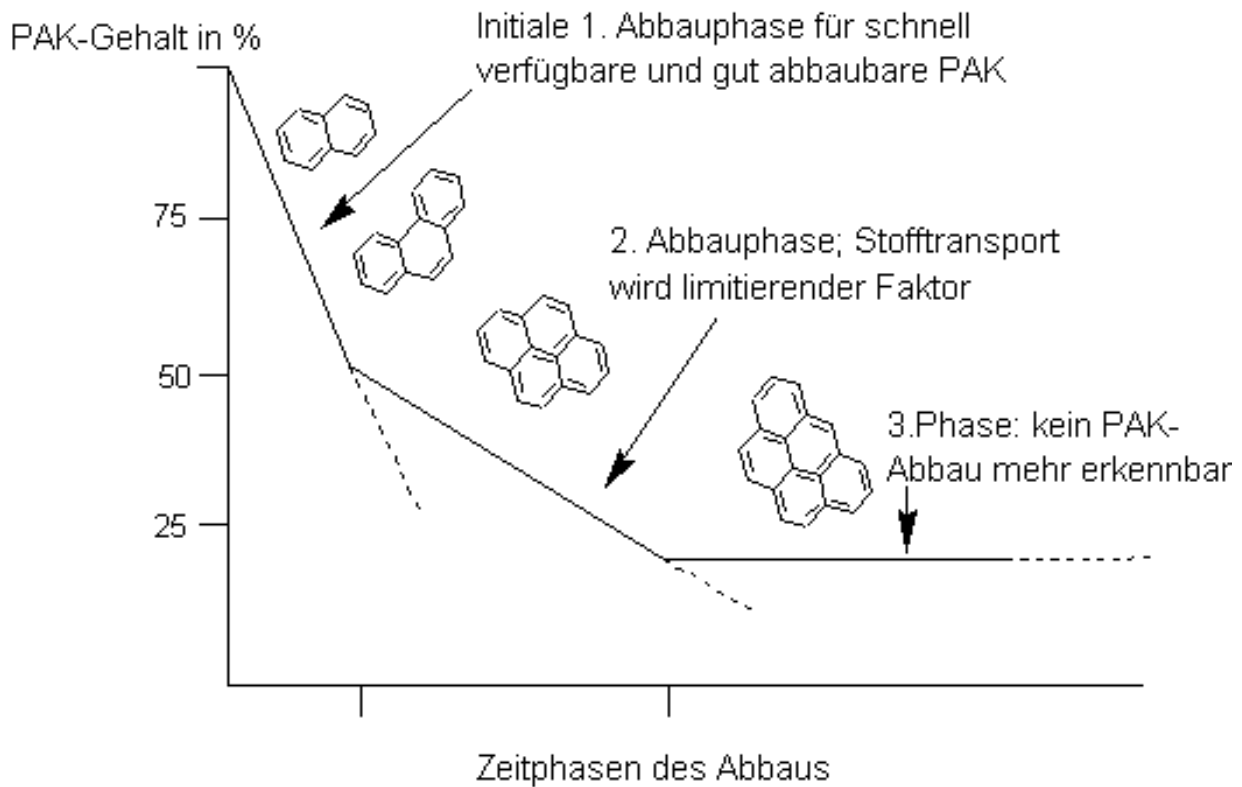 PAK-Gehalt in %
Initiale 1. Abbauphase für schnell
verfügbare und gut abbaubare PAK
75
2. Abbauphase; Stofftransport
wird limitierender Faktor
50
3.Phase: kein PAK-
Abbau mehr erkennbar
25
Zeitphasen des Abbaus